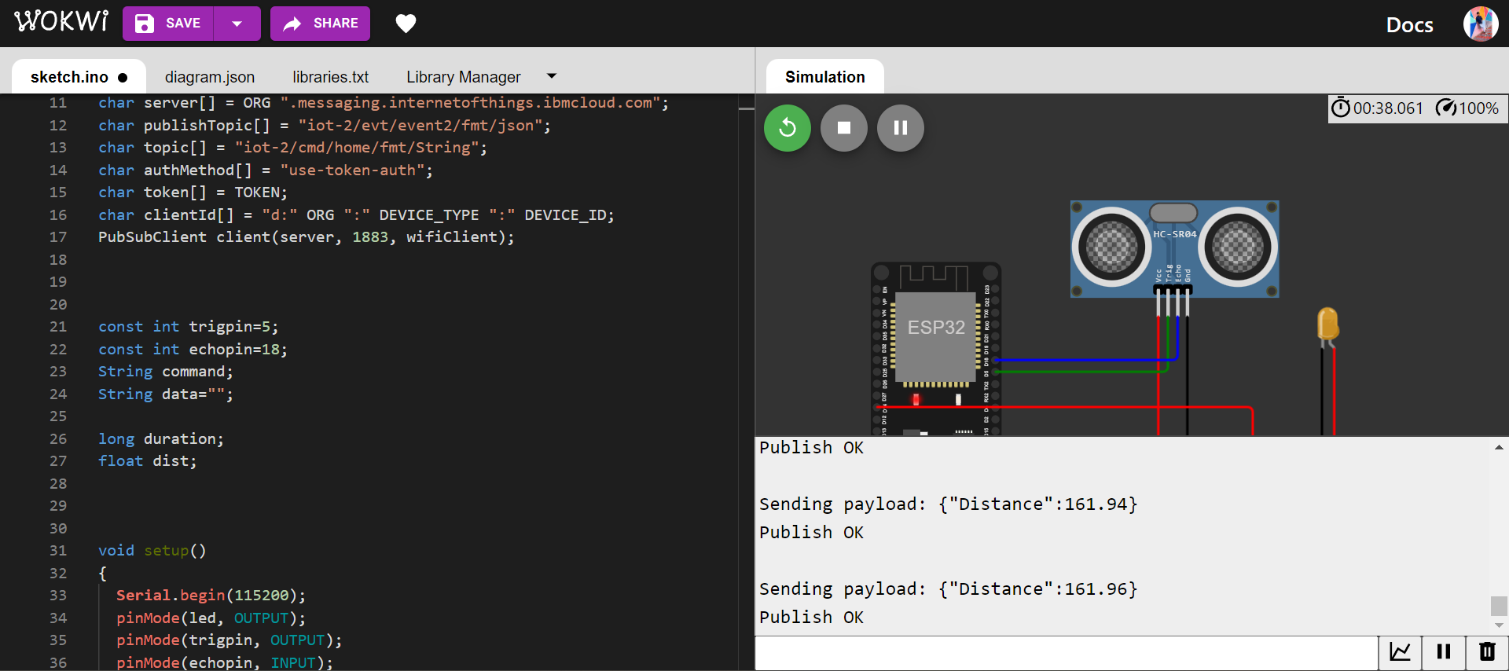 WOKWi SAVE SHARE Docs
sketch.ino ● diagram.json libraries.txt Library Manager
Simulation
11 char server[] = ORG ".messaging.internetofthings.ibmcloud.com";
12 char publishTopic[] = "iot-2/evt/event2/fmt/json";
13 char topic[] = "iot-2/cmd/home/fmt/String";
14 char authMethod[] = "use-token-auth";
15 char token[] = TOKEN;
16 char clientId[] = "d:" ORG ":" DEVICE_TYPE ":" DEVICE_ID;
17 PubSubClient client(server, 1883, wifiClient);
18
19
20
21 const int trigpin=5;
22 const int echopin=18;
23 String command;
24 String data="";
25
26 long duration;
27 float dist;
28
29
30
31 void setup()
32 {
33 Serial.begin(115200);
34 pinMode(led, OUTPUT);
35 pinMode(trigpin, OUTPUT);
36 pinMode(echopin, INPUT);
00:38.061 100%
HC-SR04
Vcc
Trig
Echo
Gnd
ESP32
Publish OK
Sending payload: {"Distance":161.94}
Publish OK
Sending payload: {"Distance":161.96}
Publish OK